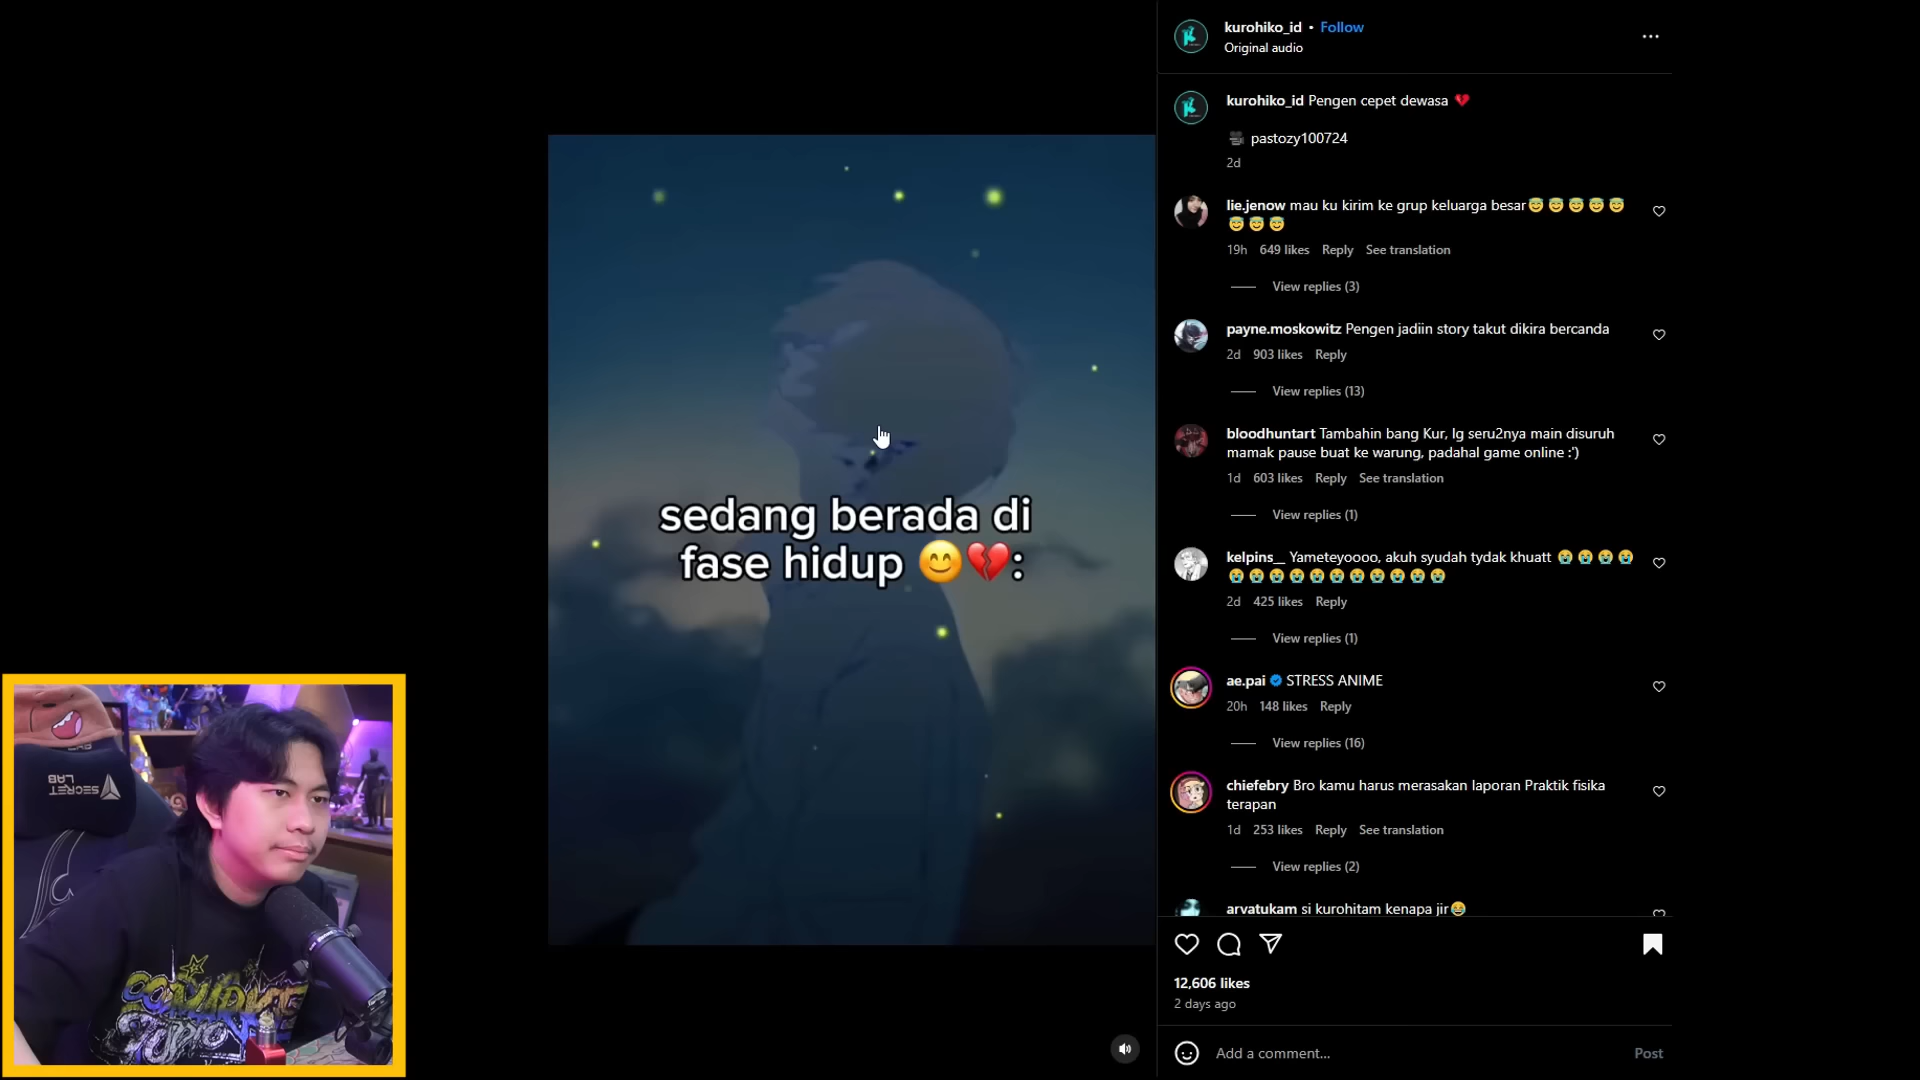 kurohiko_id • Follow
Original audio
kurohiko_id Pengen cepet dewasa 💔
🎥 pastozy100724
2d
lie.jenow mau ku kirim ke grup keluarga besar😇😇😇😇😇
😇😇😇
19h 649 likes Reply See translation
View replies (3)
payne.moskowitz Pengen jadiin story takut dikira bercanda
2d 903 likes Reply
View replies (13)
bloodhuntart Tambahin bang Kur, lg seru2nya main disuruh
mamak pause buat ke warung, padahal game online :')
1d 603 likes Reply See translation
View replies (1)
kelpins__ Yameteyoooo, akuh syudah tydak khuatt 😭😭😭😭
😭😭😭😭😭😭😭😭😭😭😭
2d 425 likes Reply
View replies (1)
ae.pai STRESS ANIME
20h 148 likes Reply
View replies (16)
chiefebry Bro kamu harus merasakan laporan Praktik fisika
terapan
1d 253 likes Reply See translation
View replies (2)
arvatukam si kurohitam kenapa jir😂
12,606 likes
2 days ago
Add a comment...
Post
sedang berada di
fase hidup 😊💔:
SECRET
LAB